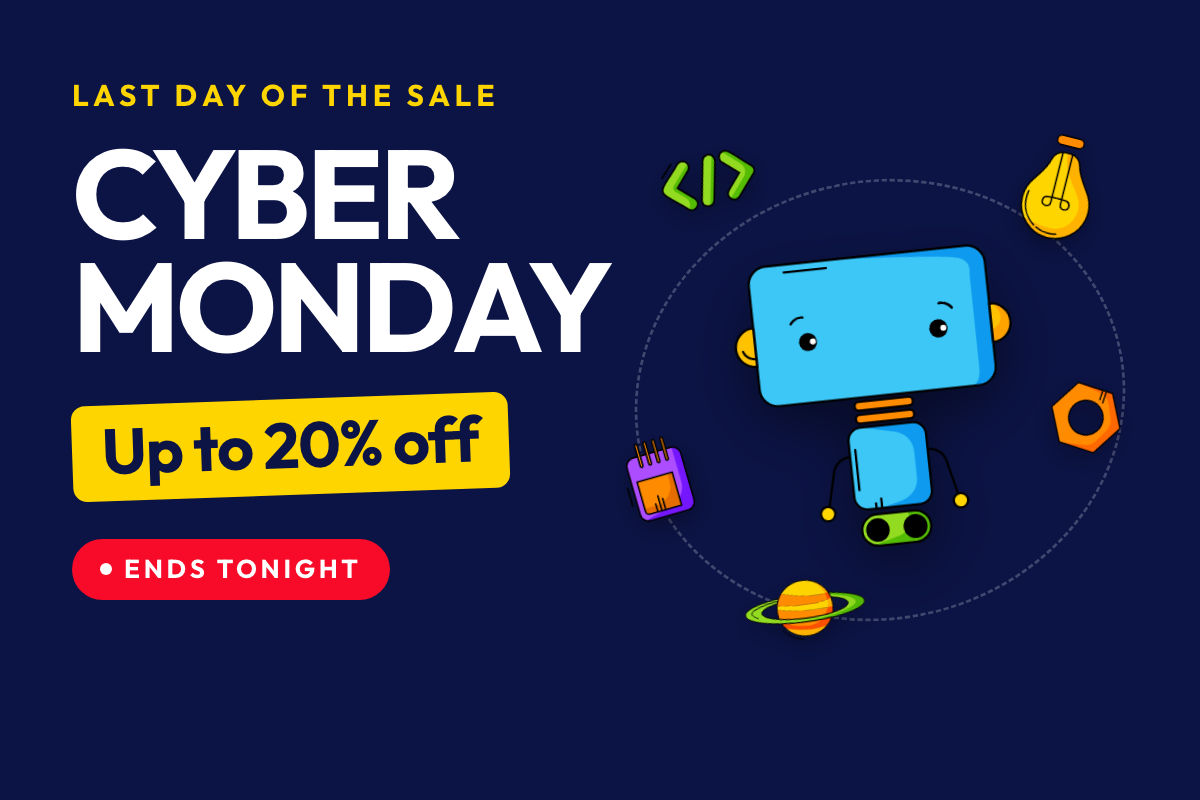 LAST DAY OF THE SALE
CYBER
MONDAY
Up to 20% off
ENDS TONIGHT